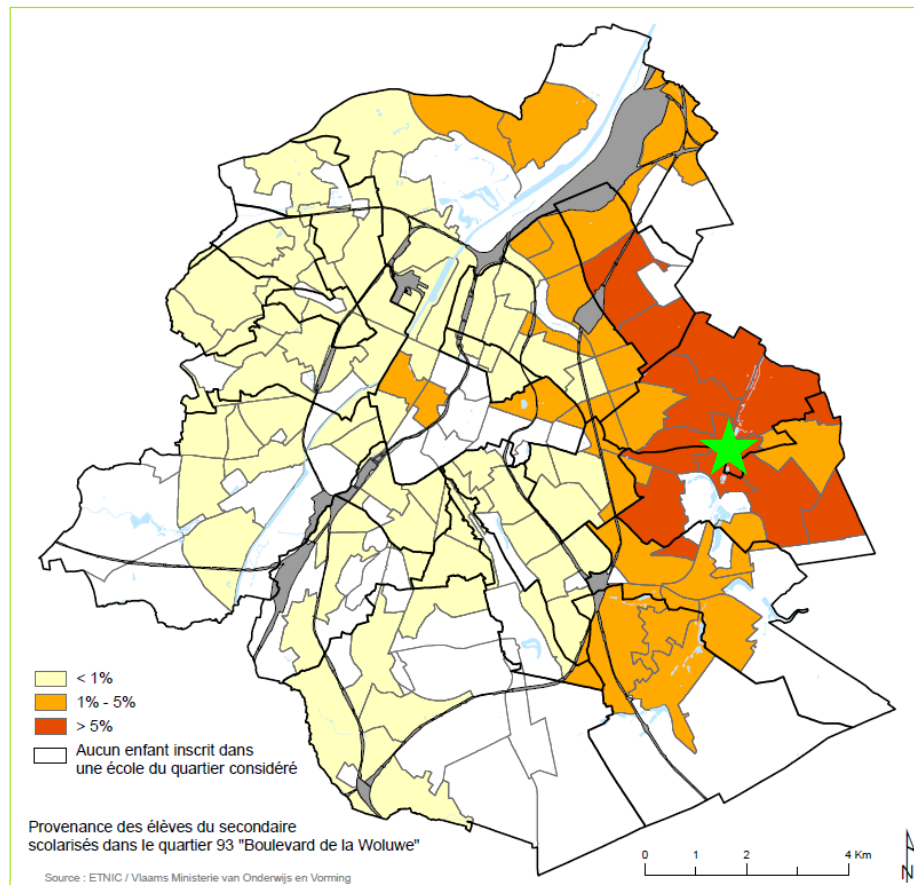 < 1%
1% - 5%
> 5%
Aucun enfant inscrit dans
une école du quartier considéré
Provenance des élèves du secondaire
scolarisés dans le quartier 93 "Boulevard de la Woluwe"
Source : ETNIC / Vlaams Ministerie van Onderwijs en Vorming
0 1 2 4 Km
N